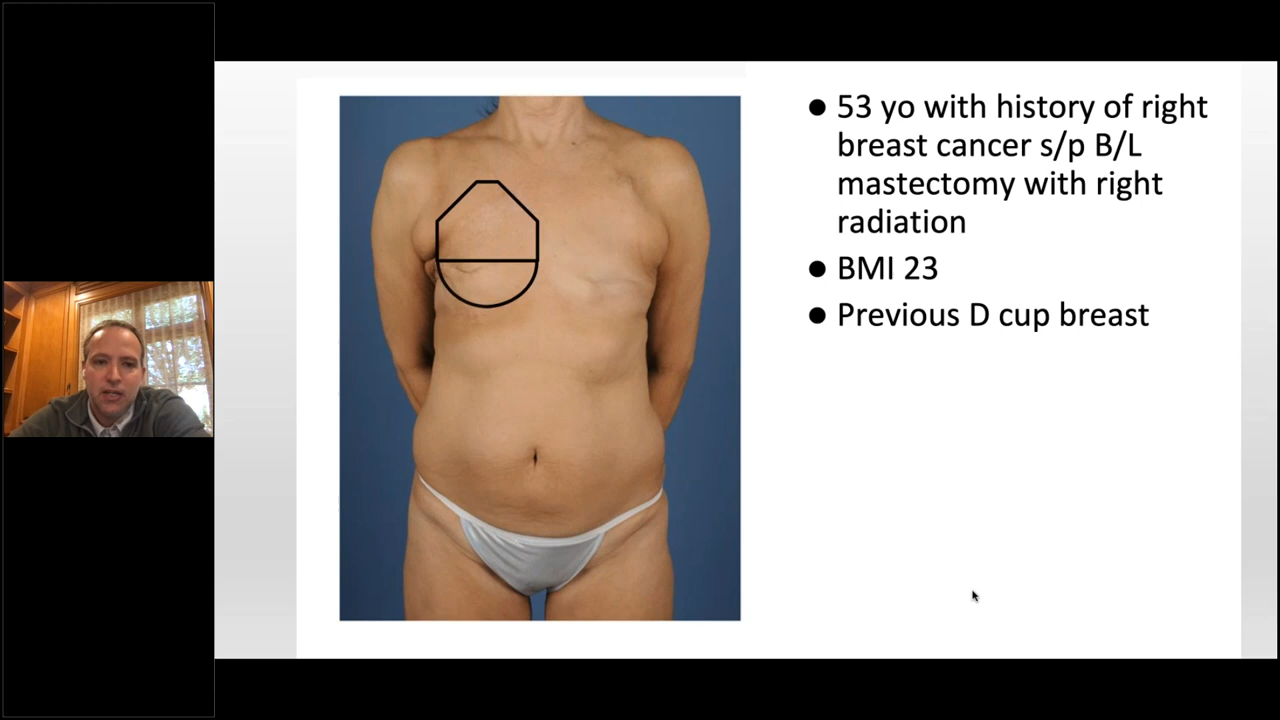 ● 53 yo with history of right
breast cancer s/p B/L
mastectomy with right
radiation
● BMI 23
● Previous D cup breast